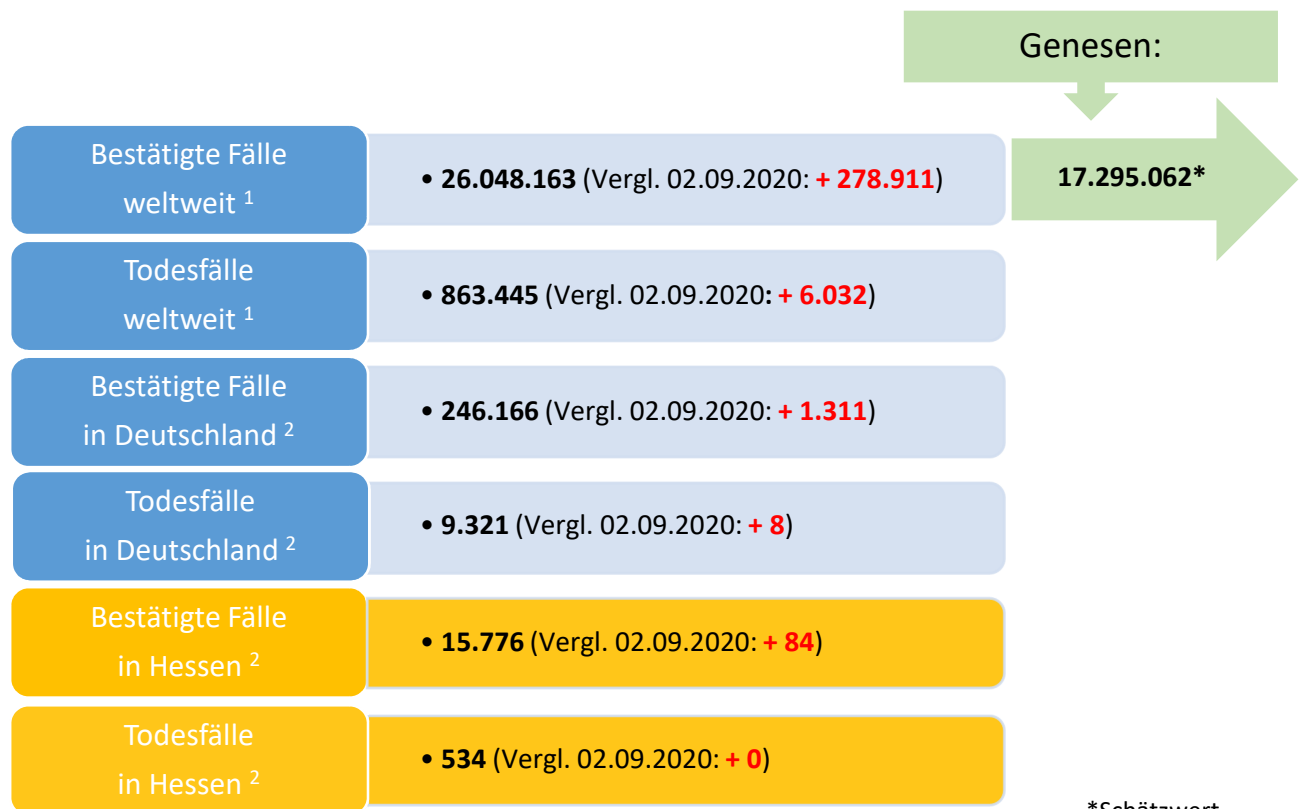 Genesen:
Bestätigte Fälle
weltweit ¹
• 26.048.163 (Vergl. 02.09.2020: + 278.911)
17.295.062*
Todesfälle
weltweit ¹
• 863.445 (Vergl. 02.09.2020: + 6.032)
Bestätigte Fälle
in Deutschland ²
• 246.166 (Vergl. 02.09.2020: + 1.311)
Todesfälle
in Deutschland ²
• 9.321 (Vergl. 02.09.2020: + 8)
Bestätigte Fälle
in Hessen ²
• 15.776 (Vergl. 02.09.2020: + 84)
Todesfälle
in Hessen ²
• 534 (Vergl. 02.09.2020: + 0)
*Schätzwert